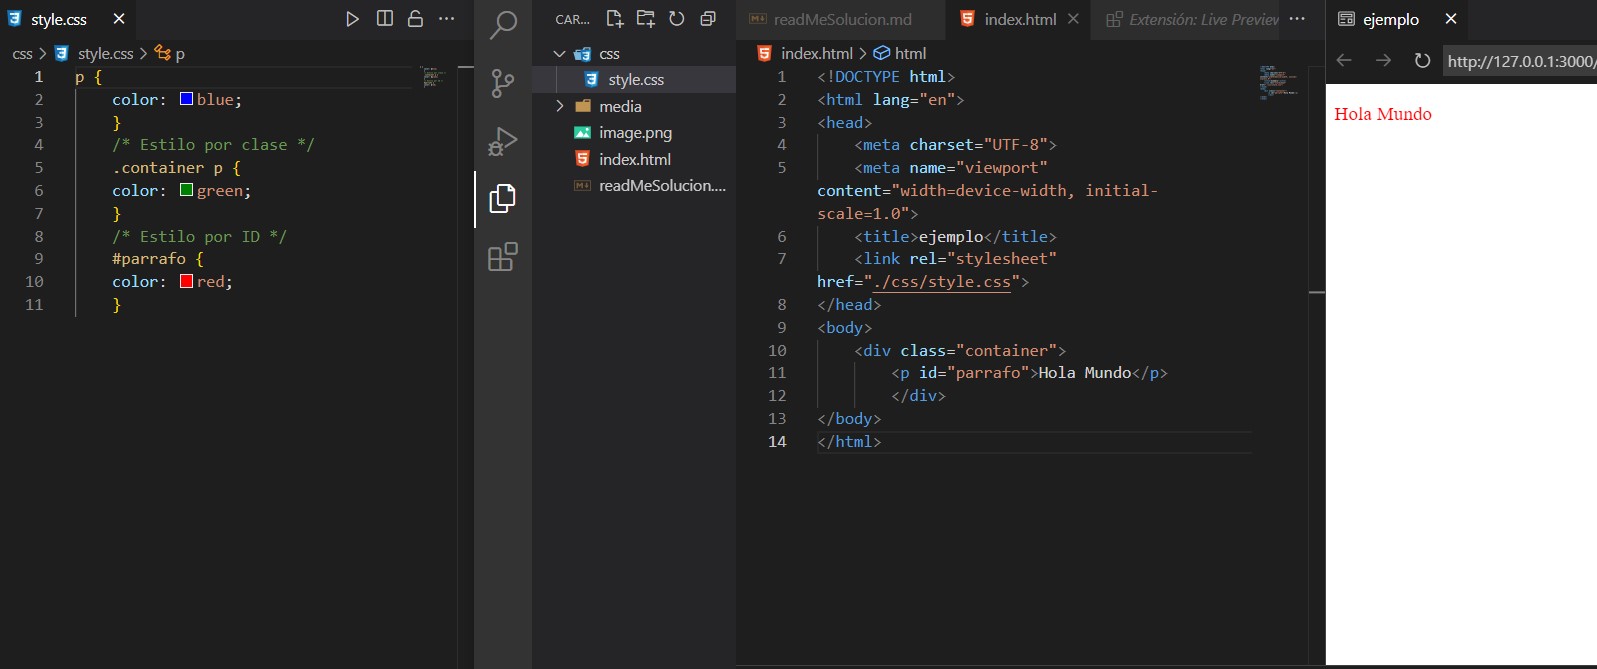 style.css
css > style.css > p
1 p {
2 color: blue;
3 }
4 /* Estilo por clase */
5 .container p {
6 color: green;
7 }
8 /* Estilo por ID */
9 #parrafo {
10 color: red;
11 }
CAR...
css
style.css
media
image.png
index.html
readMeSolucion....
readMeSolucion.md
index.html
Extensión: Live Preview
index.html > html
1 <!DOCTYPE html>
2 <html lang="en">
3 <head>
4 <meta charset="UTF-8">
5 <meta name="viewport"
content="width=device-width, initial-
scale=1.0">
6 <title>ejemplo</title>
7 <link rel="stylesheet"
href="./css/style.css">
8 </head>
9 <body>
10 <div class="container">
11 <p id="parrafo">Hola Mundo</p>
12 </div>
13 </body>
14 </html>
ejemplo
http://127.0.0.1:3000/
Hola Mundo